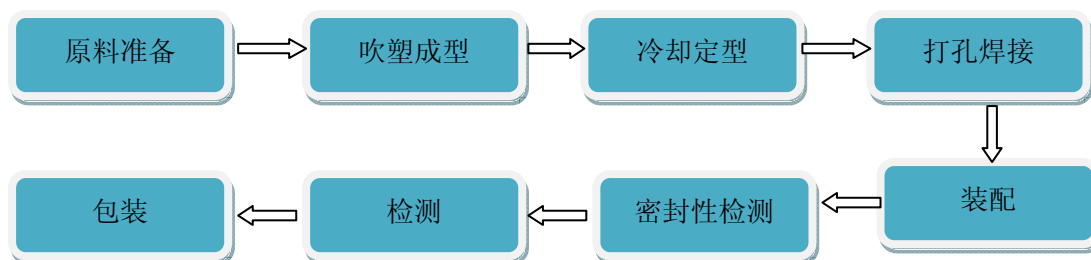 原料准备
吹塑成型
冷却定型
打孔焊接
装配
密封性检测
检测
包装